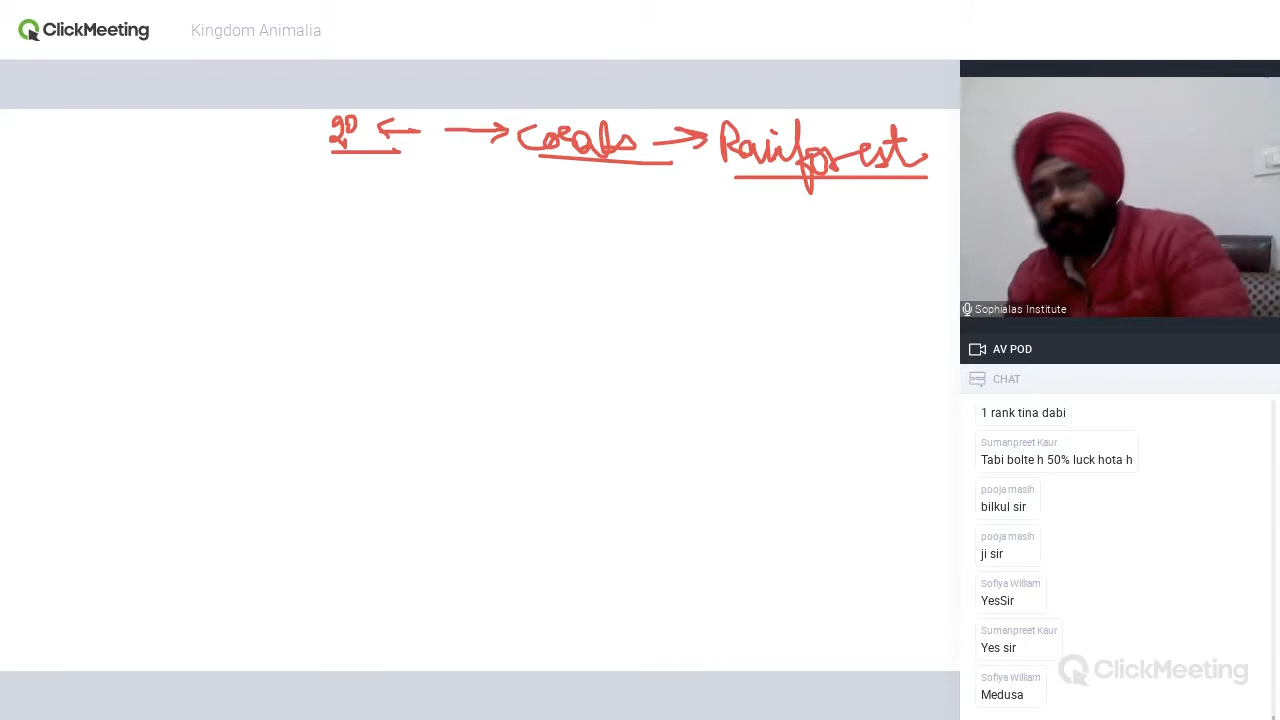 ClickMeeting
Kingdom Animalia
20 ← → Corals → Rainforest
Sophialas Institute
AV POD
CHAT
1 rank tina dabi
Sumanpreet Kaur
Tabi bolte h 50% luck hota h
pooja masih
bilkul sir
pooja masih
ji sir
Sofiya William
YesSir
Sumanpreet Kaur
Yes sir
Sofiya William
Medusa
ClickMeeting